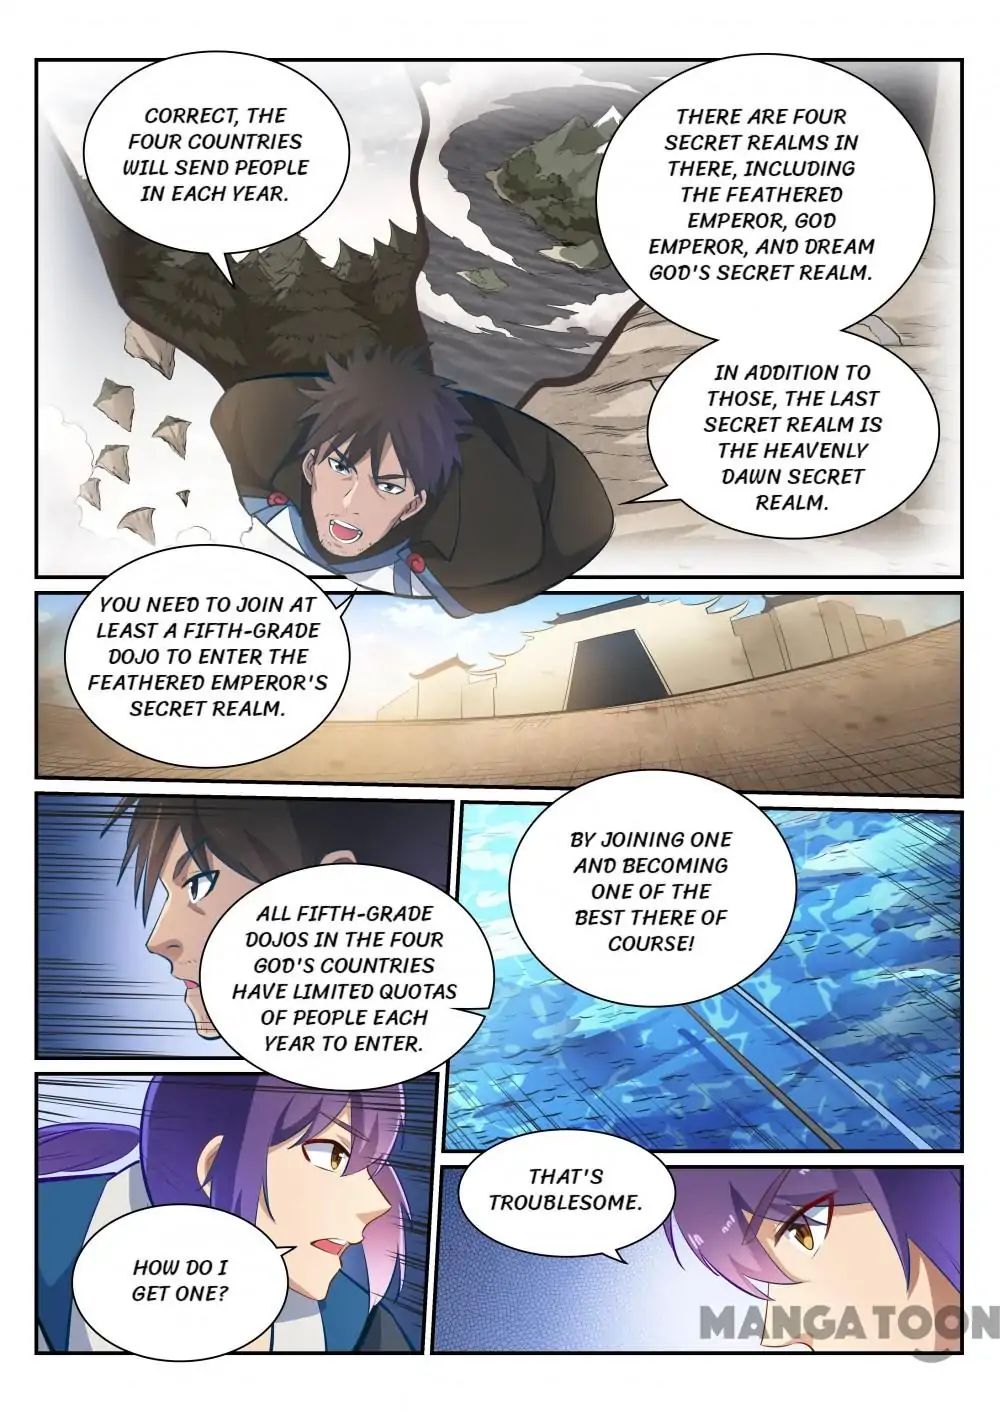 CORRECT, THE
FOUR COUNTRIES
WILL SEND PEOPLE
IN EACH YEAR.
THERE ARE FOUR
SECRET REALMS IN
THERE, INCLUDING
THE FEATHERED
EMPEROR, GOD
EMPEROR, AND DREAM
GOD'S SECRET REALM.
IN ADDITION TO
THOSE, THE LAST
SECRET REALM IS
THE HEAVENLY
DAWN SECRET
REALM.
YOU NEED TO JOIN AT
LEAST A FIFTH-GRADE
DOJO TO ENTER THE
FEATHERED EMPEROR'S
SECRET REALM.
ALL FIFTH-GRADE
DOJOS IN THE FOUR
GOD'S COUNTRIES
HAVE LIMITED QUOTAS
OF PEOPLE EACH
YEAR TO ENTER.
BY JOINING ONE
AND BECOMING
ONE OF THE
BEST THERE OF
COURSE!
HOW DO I
GET ONE?
THAT'S
TROUBLESOME.
MANGATOON